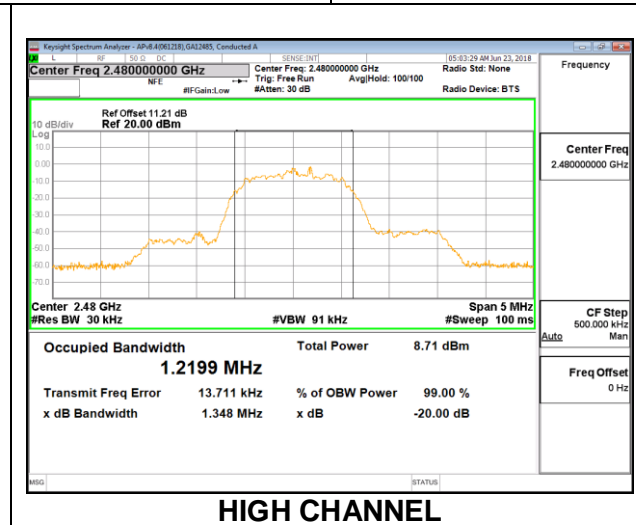 Keysight Spectrum Analyzer - APv8.4(061218),GA12485, Conducted A
L RF 50 Ω DC SENSE:INT 05:03:29 AM Jun 23, 2018
Center Freq 2.480000000 GHz
NFE
#IFGain:Low
Center Freq: 2.480000000 GHz
Trig: Free Run Avg|Hold: 100/100
#Atten: 30 dB
Radio Std: None
Radio Device: BTS
Frequency
Ref Offset 11.21 dB
10 dB/div Ref 20.00 dBm
Log
10.0
0.00
-10.0
-20.0
-30.0
-40.0
-50.0
-60.0
-70.0
Center Freq
2.480000000 GHz
Center 2.48 GHz Span 5 MHz
#Res BW 30 kHz #VBW 91 kHz #Sweep 100 ms
CF Step
500.000 kHz
Auto Man
Occupied Bandwidth Total Power 8.71 dBm
1.2199 MHz
Freq Offset
0 Hz
Transmit Freq Error 13.711 kHz % of OBW Power 99.00 %
x dB Bandwidth 1.348 MHz x dB -20.00 dB
MSG STATUS
HIGH CHANNEL